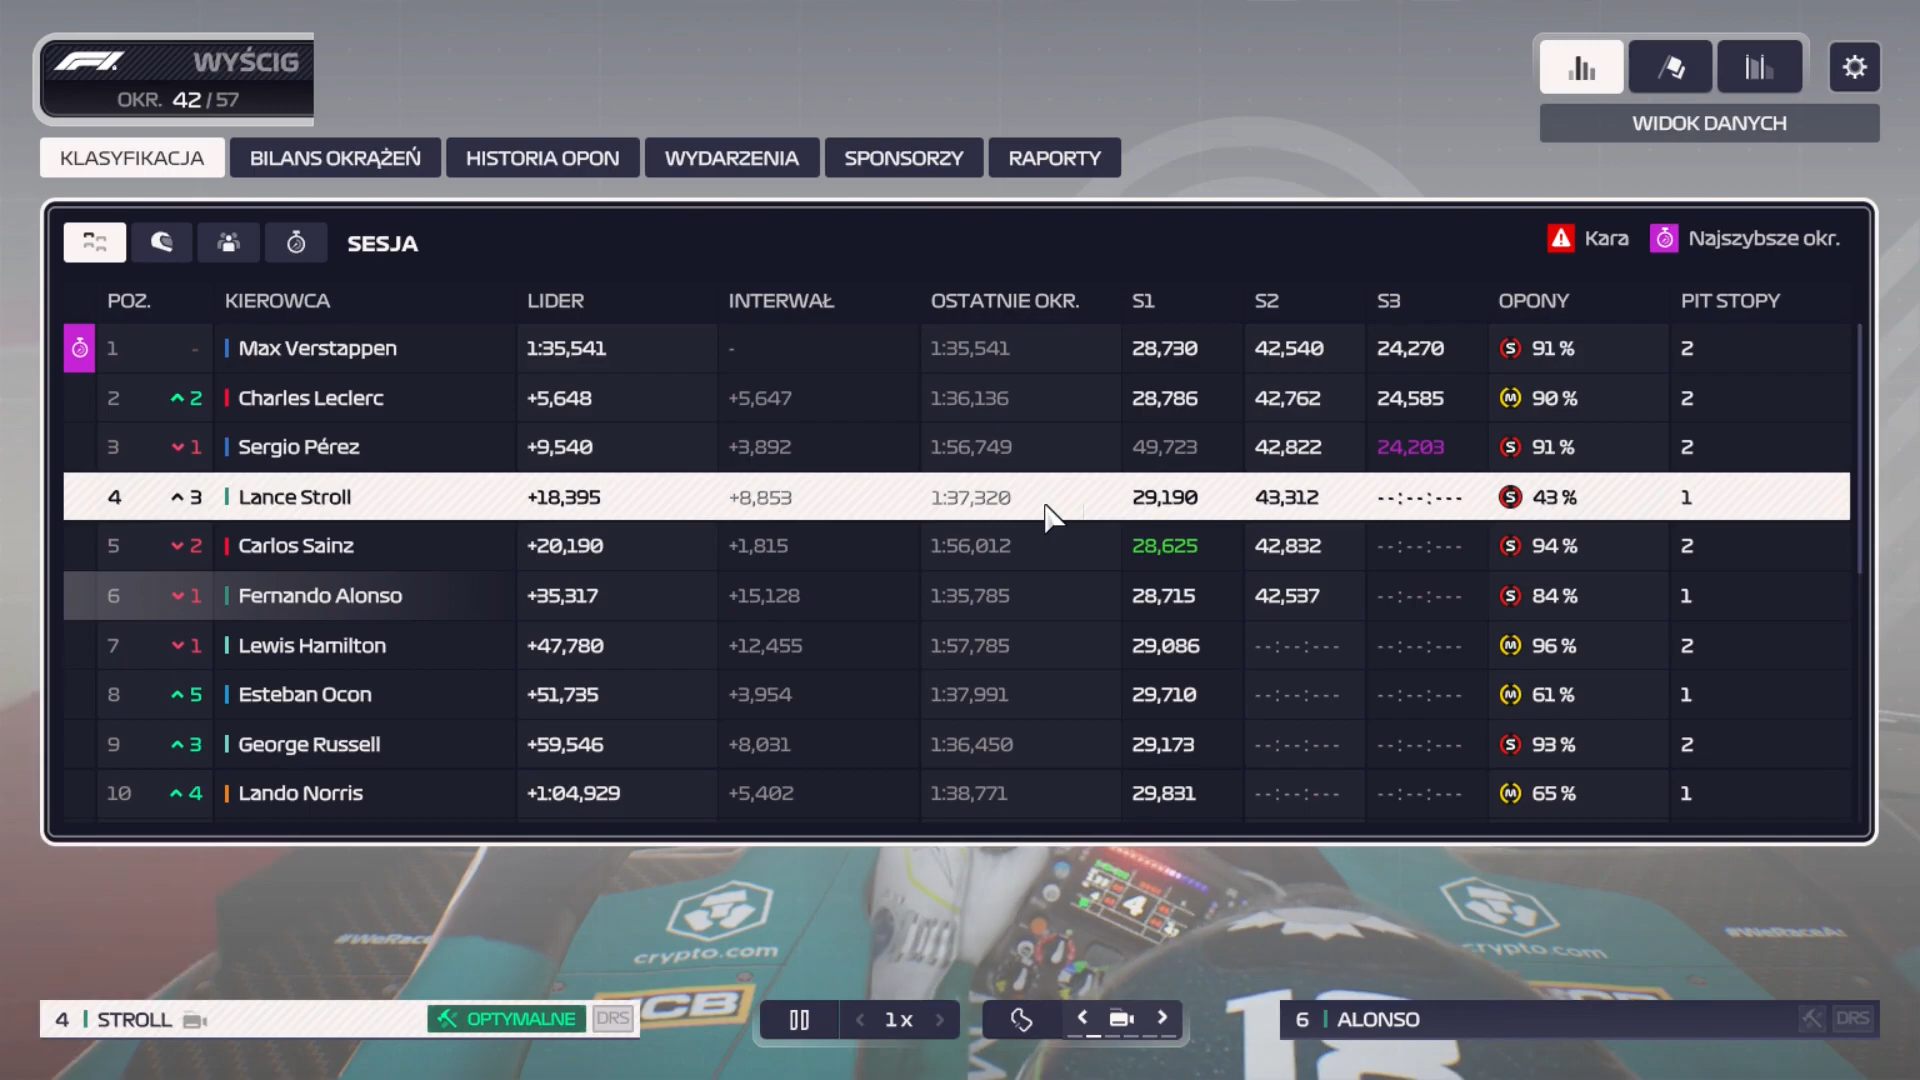 F1 WYŚCIG
OKR. 42 / 57
WIDOK DANYCH
KLASYFIKACJA BILANS OKRĄŻEŃ HISTORIA OPON WYDARZENIA SPONSORZY RAPORTY
SESJA Kara Najszybsze okr.
POZ. KIEROWCA LIDER INTERWAŁ OSTATNIE OKR. S1 S2 S3 OPONY PIT STOPY
1 - Max Verstappen 1:35,541 - 1:35,541 28,730 42,540 24,270 S 91 % 2
2 2 Charles Leclerc +5,648 +5,647 1:36,136 28,786 42,762 24,585 M 90 % 2
3 1 Sergio Pérez +9,540 +3,892 1:56,749 49,723 42,822 24,203 S 91 % 2
4 3 Lance Stroll +18,395 +8,853 1:37,320 29,190 43,312 --:--:--- S 43 % 1
5 2 Carlos Sainz +20,190 +1,815 1:56,012 28,625 42,832 --:--:--- S 94 % 2
6 1 Fernando Alonso +35,317 +15,128 1:35,785 28,715 42,537 --:--:--- S 84 % 1
7 1 Lewis Hamilton +47,780 +12,455 1:57,785 29,086 --:--:--- --:--:--- M 96 % 2
8 5 Esteban Ocon +51,735 +3,954 1:37,991 29,710 --:--:--- --:--:--- M 61 % 1
9 3 George Russell +59,546 +8,031 1:36,450 29,173 --:--:--- --:--:--- S 93 % 2
10 4 Lando Norris +1:04,929 +5,402 1:38,771 29,831 --:--:--- --:--:--- M 65 % 1
4
crypto.com
crypto.com
18
4 STROLL OPTYMALNE DRS
1x
6 ALONSO DRS